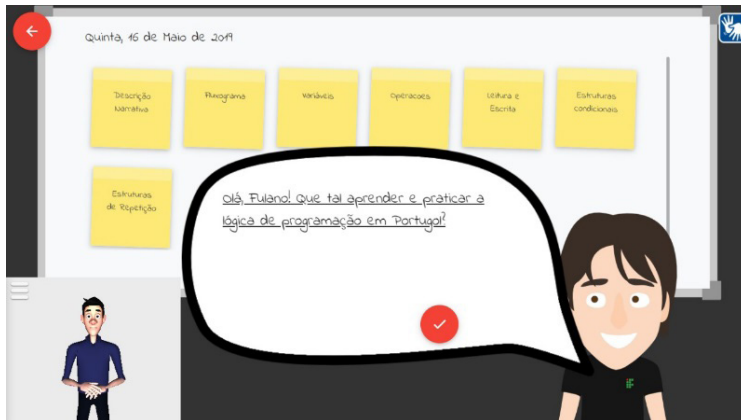 Quinta, 16 de Maio de 2019
Descrição
Narrativa
Fluxograma
Variáveis
Operacoes
Leitura e
Escrita
Estruturas
condicionais
Estruturas
de Repetição
Olá, Fulano! Que tal aprender e praticar a
lógica de programação em Portugol?